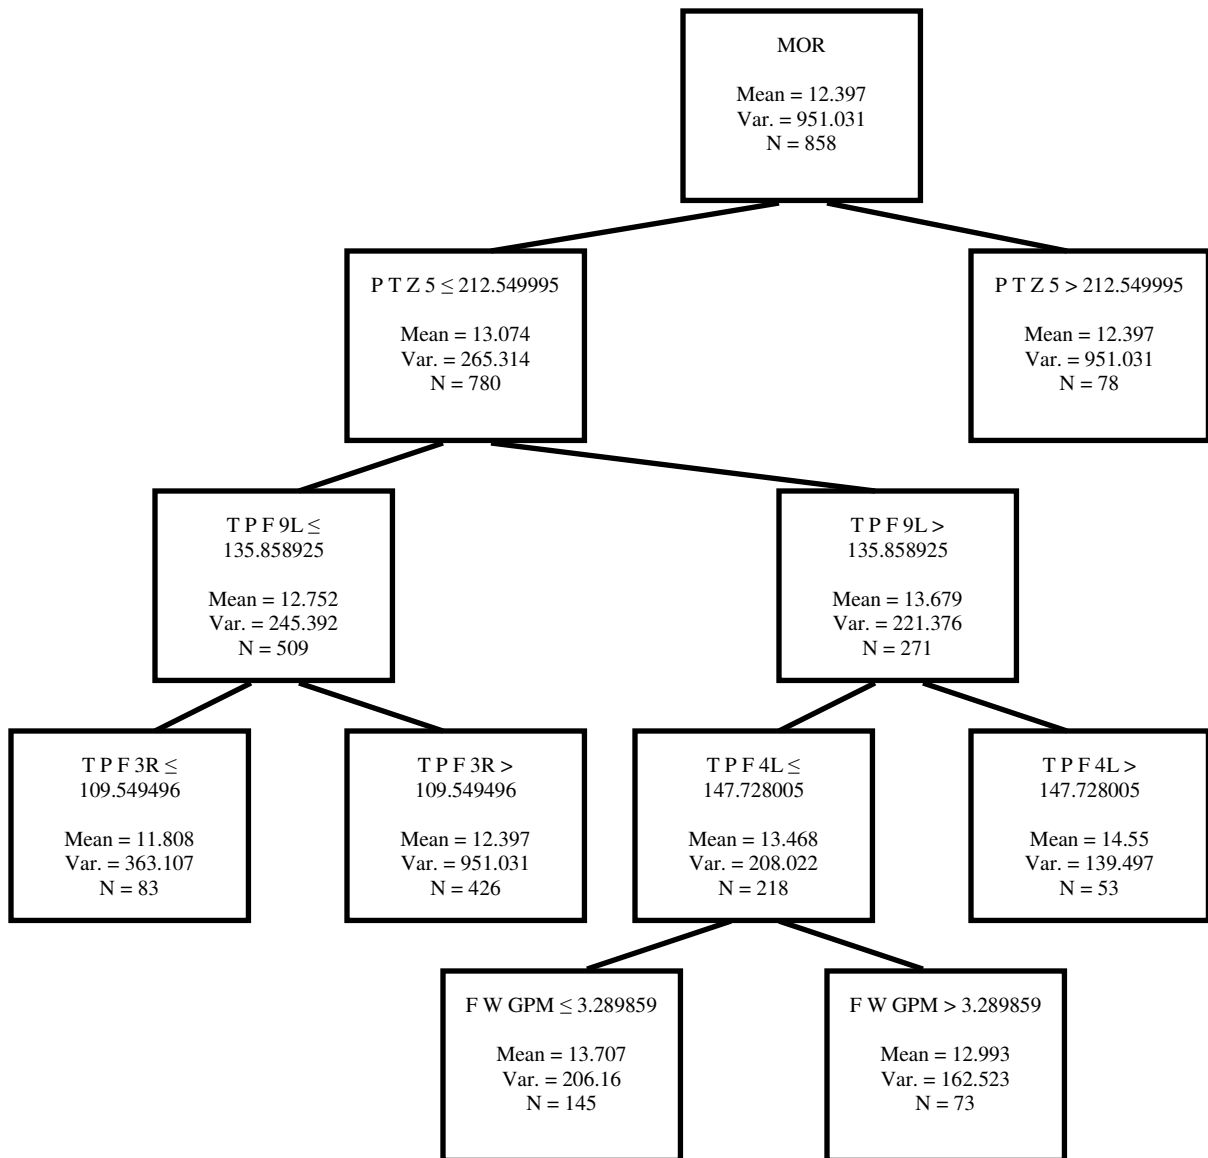 MOR
Mean = 12.397
Var. = 951.031
N = 858
P T Z 5 ≤ 212.549995
Mean = 13.074
Var. = 265.314
N = 780
P T Z 5 > 212.549995
Mean = 12.397
Var. = 951.031
N = 78
T P F 9L ≤
135.858925
Mean = 12.752
Var. = 245.392
N = 509
T P F 9L >
135.858925
Mean = 13.679
Var. = 221.376
N = 271
T P F 3R ≤
109.549496
Mean = 11.808
Var. = 363.107
N = 83
T P F 3R >
109.549496
Mean = 12.397
Var. = 951.031
N = 426
T P F 4L ≤
147.728005
Mean = 13.468
Var. = 208.022
N = 218
T P F 4L >
147.728005
Mean = 14.55
Var. = 139.497
N = 53
F W GPM ≤ 3.289859
Mean = 13.707
Var. = 206.16
N = 145
F W GPM > 3.289859
Mean = 12.993
Var. = 162.523
N = 73